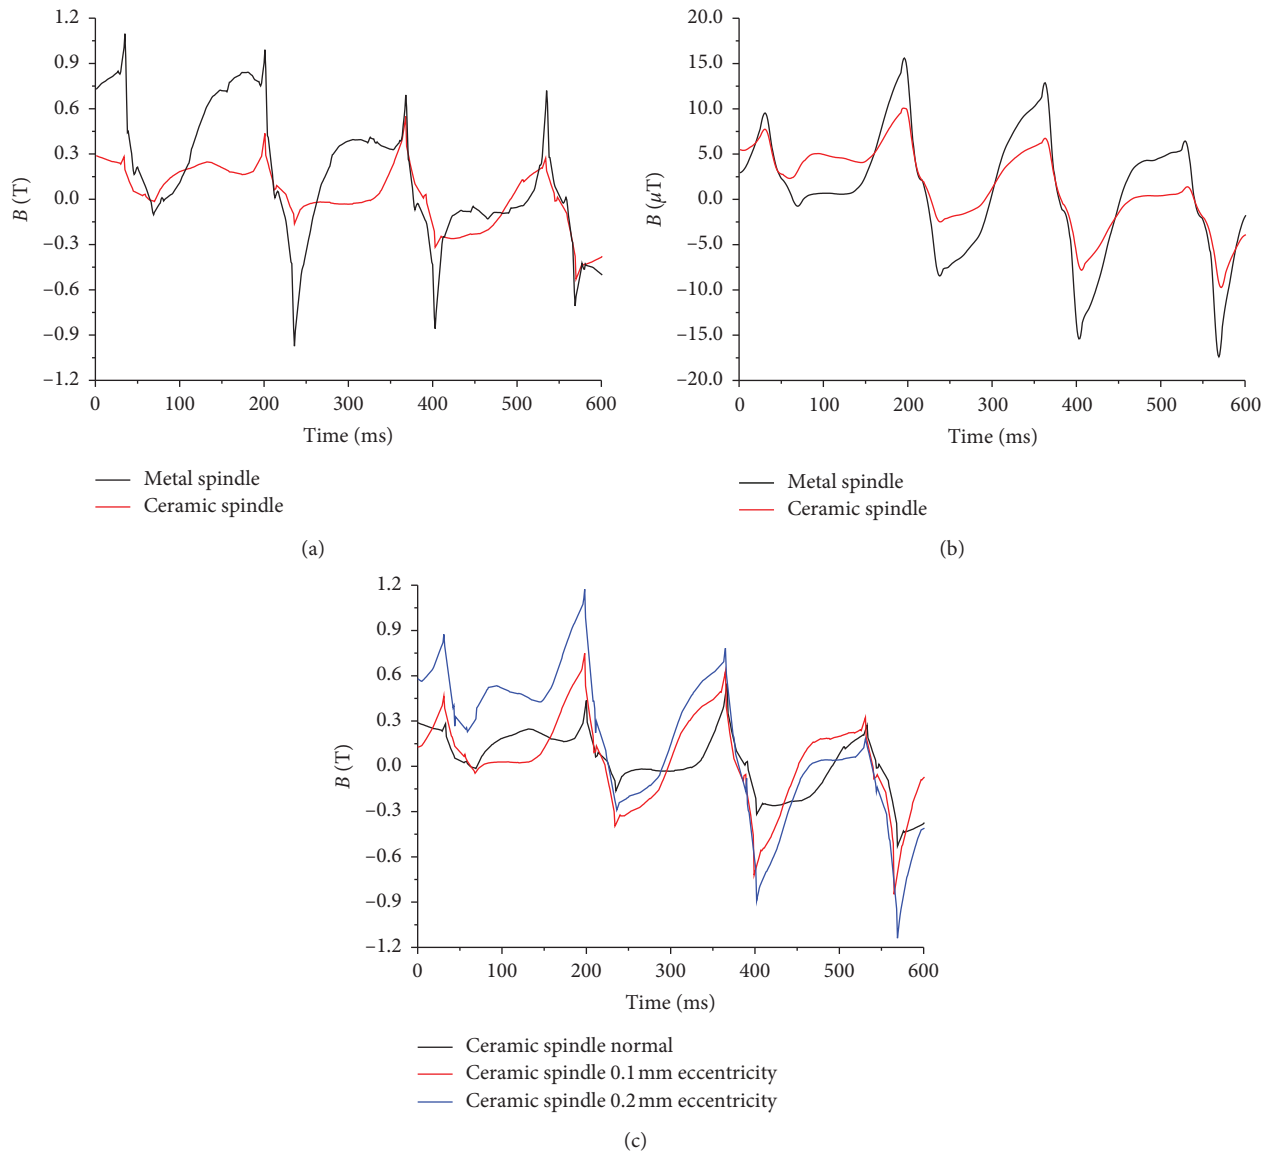 1.2
0.9
0.6
0.3
0.0
−0.3
−0.6
−0.9
−1.2
B (T)
0 100 200 300 400 500 600
Time (ms)
Metal spindle
Ceramic spindle
(a)
20.0
15.0
10.0
5.0
0.0
−5.0
−10.0
−15.0
−20.0
B (μT)
0 100 200 300 400 500 600
Time (ms)
Metal spindle
Ceramic spindle
(b)
1.2
0.9
0.6
0.3
0.0
−0.3
−0.6
−0.9
−1.2
B (T)
0 100 200 300 400 500 600
Time (ms)
Ceramic spindle normal
Ceramic spindle 0.1 mm eccentricity
Ceramic spindle 0.2 mm eccentricity
(c)